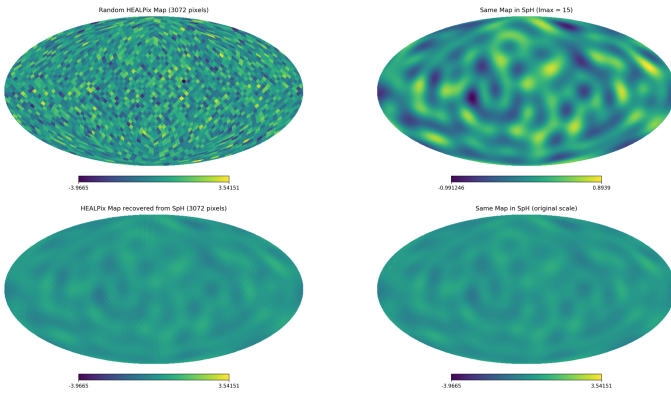 Random HEALPix Map (3072 pixels)
Same Map in SpH (lmax = 15)
-3.9665 3.54151
-0.991246 0.8939
HEALPix Map recovered from SpH (3072 pixels)
Same Map in SpH (original scale)
-3.9665 3.54151
-3.9665 3.54151